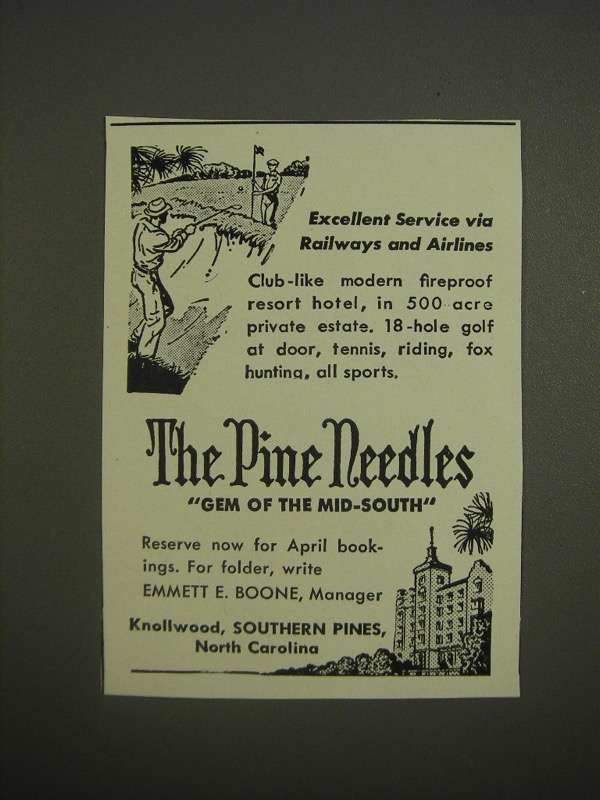 Excellent Service via
Railways and Airlines
Club-like modern fireproof
resort hotel, in 500 acre
private estate. 18-hole golf
at door, tennis, riding, fox
hunting, all sports.
The Pine Needles
"GEM OF THE MID-SOUTH"
Reserve now for April book-
ings. For folder, write
EMMETT E. BOONE, Manager
Knollwood, SOUTHERN PINES,
North Carolina